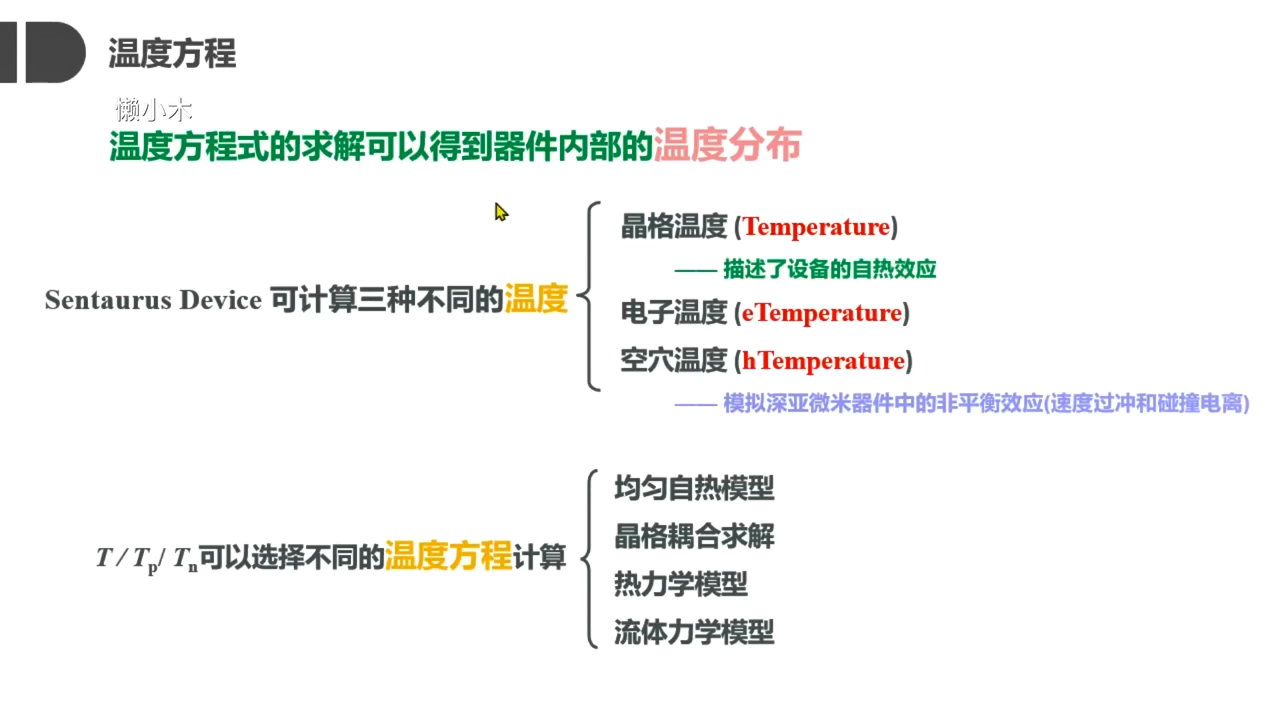 温度方程
懒小木
温度方程式的求解可以得到器件内部的温度分布
Sentaurus Device 可计算三种不同的温度
晶格温度 (Temperature)
—— 描述了设备的自热效应
电子温度 (eTemperature)
空穴温度 (hTemperature)
—— 模拟深亚微米器件中的非平衡效应(速度过冲和碰撞电离)
T / Tp/ Tn可以选择不同的温度方程计算
均匀自热模型
晶格耦合求解
热力学模型
流体力学模型